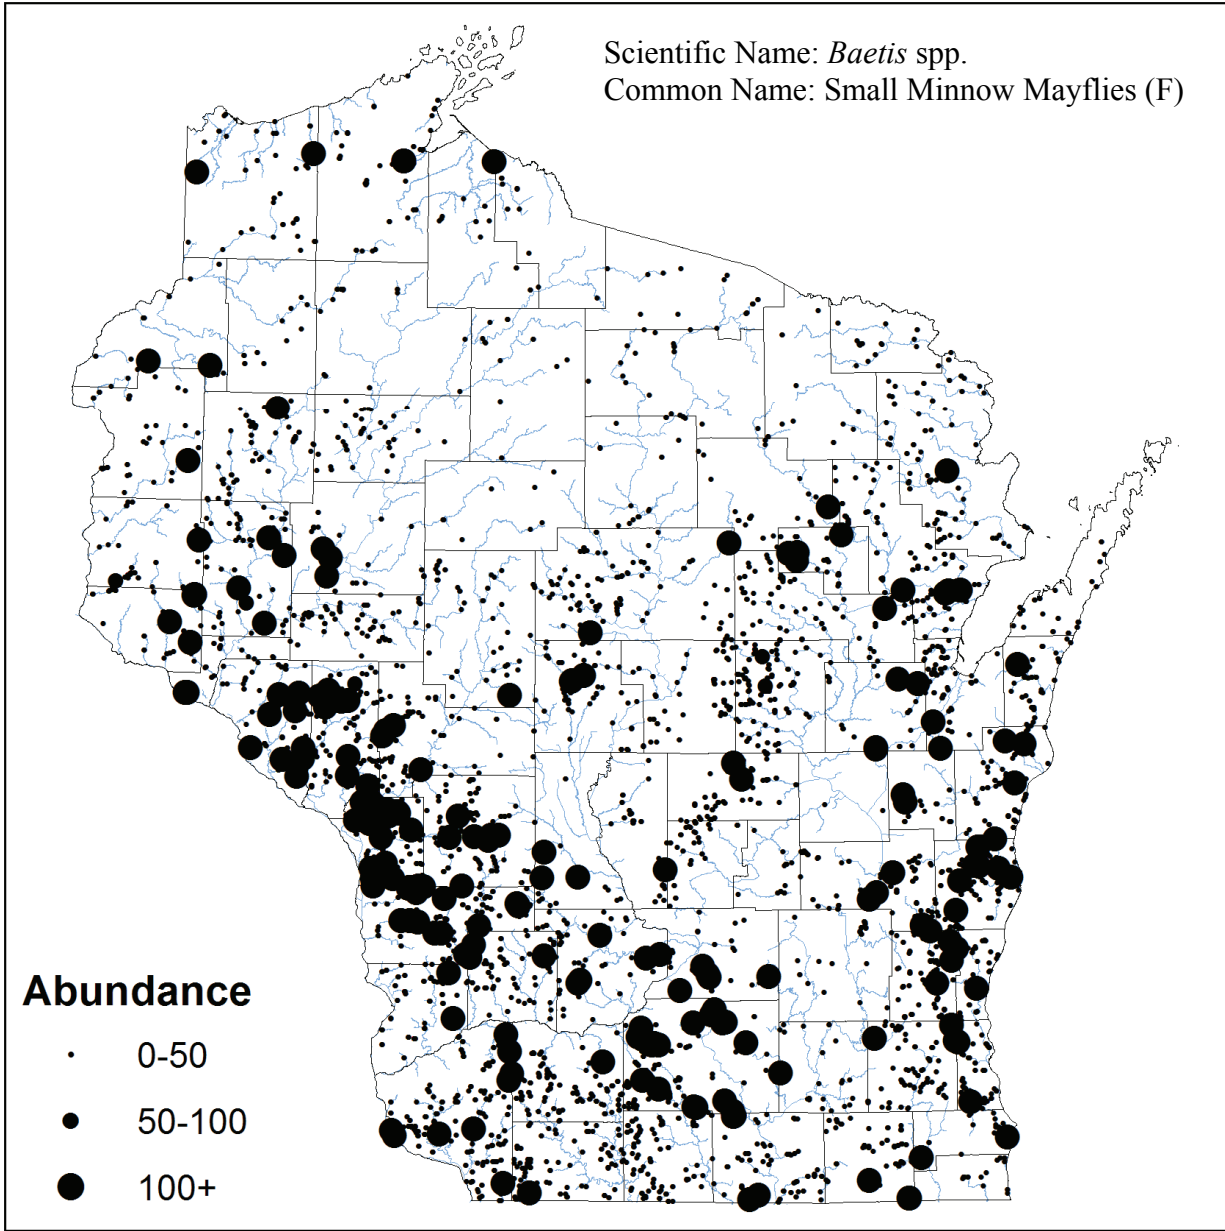 Scientific Name: Baetis spp.
Common Name: Small Minnow Mayflies (F)
Abundance
0-50
50-100
100+